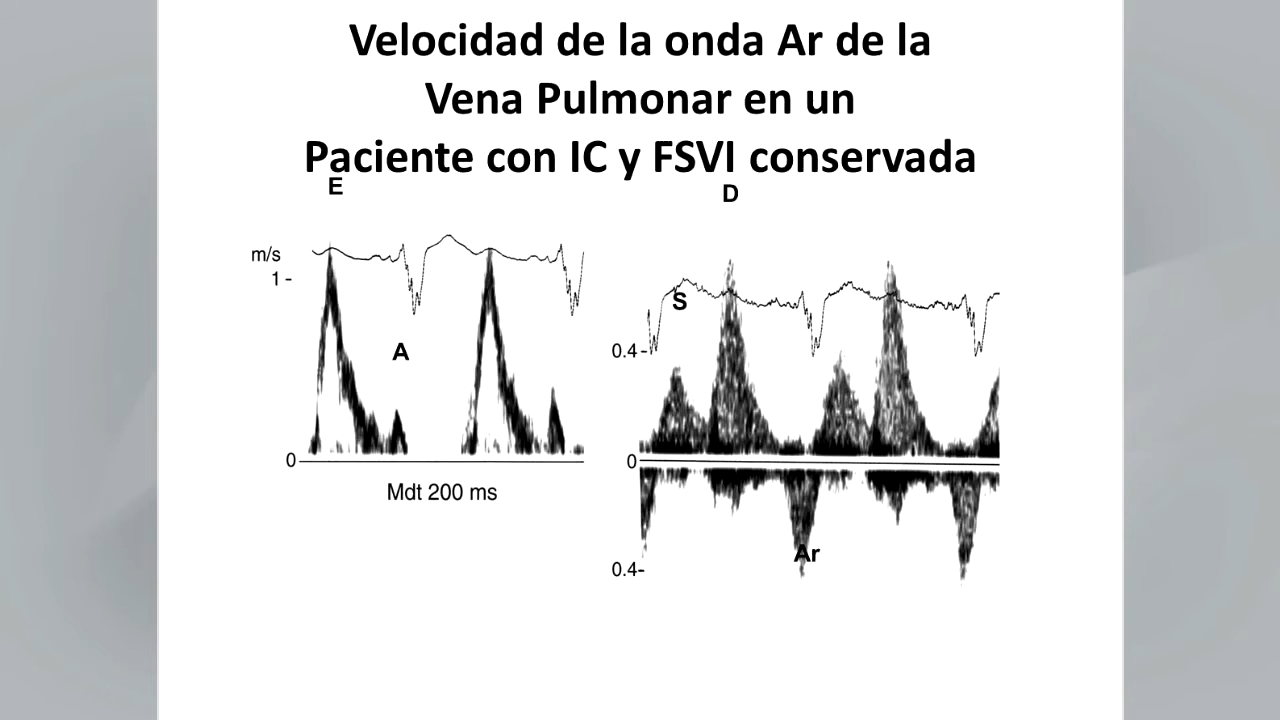 Velocidad de la onda Ar de la
Vena Pulmonar en un
Paciente con IC y FSVI conservada
E
D
m/s
1
S
0.4
A
0
0
Mdt 200 ms
Ar
0.4